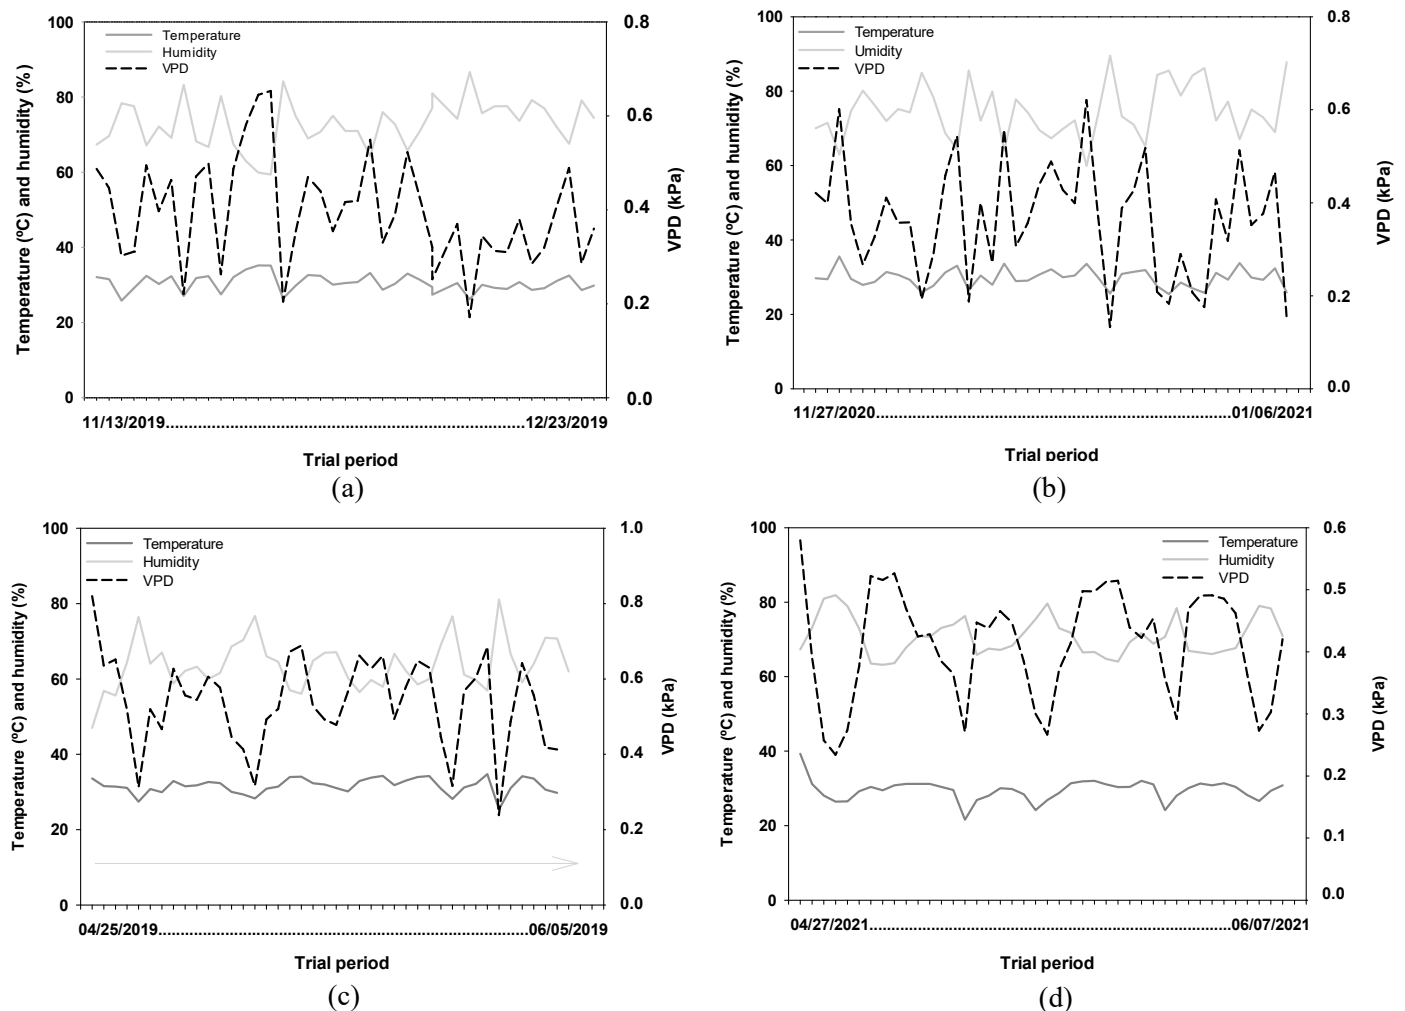 100
80
60
40
20
0
Temperature (ºC) and humidity (%)
Temperature
Humidity
VPD
0.8
0.6
0.4
0.2
0.0
VPD (kPa)
11/13/2019................................................................................12/23/2019
Trial period
(a)
100
80
60
40
20
0
Temperature (ºC) and humidity (%)
Temperature
Umidity
VPD
0.8
0.6
0.4
0.2
0.0
VPD (kPa)
11/27/2020................................................................................01/06/2021
Trial period
(b)
100
80
60
40
20
0
Temperature (ºC) and humidity (%)
Temperature
Humidity
VPD
1.0
0.8
0.6
0.4
0.2
0.0
VPD (kPa)
04/25/2019................................................................................06/05/2019
Trial period
(c)
100
80
60
40
20
0
Temperature (ºC) and humidity (%)
Temperature
Humidity
VPD
0.6
0.5
0.4
0.3
0.2
0.1
0.0
VPD (kPa)
04/27/2021................................................................................06/07/2021
Trial period
(d)